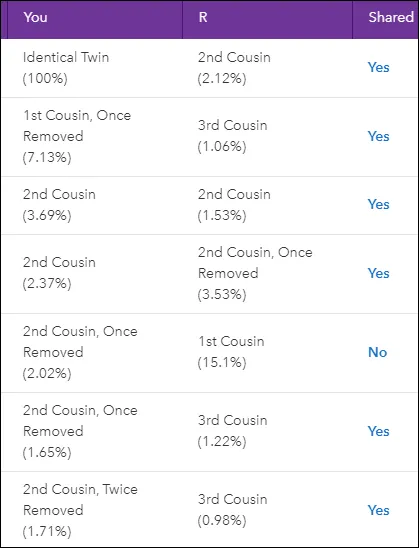 You R Shared
Identical Twin 2nd Cousin Yes
(100%) (2.12%)
1st Cousin, Once 3rd Cousin Yes
Removed (1.06%)
(7.13%)
2nd Cousin 2nd Cousin Yes
(3.69%) (1.53%)
2nd Cousin 2nd Cousin, Once Yes
(2.37%) Removed
(3.53%)
2nd Cousin, Once 1st Cousin No
Removed (15.1%)
(2.02%)
2nd Cousin, Once 3rd Cousin Yes
Removed (1.22%)
(1.65%)
2nd Cousin, Twice 3rd Cousin Yes
Removed (0.98%)
(1.71%)